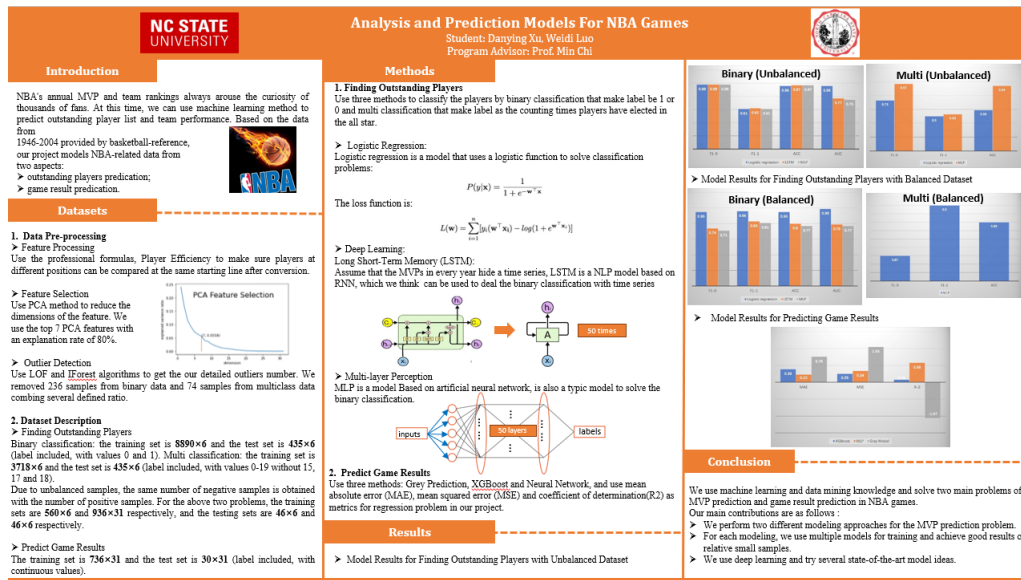 NC STATE
UNIVERSITY
Analysis and Prediction Models For NBA Games
Student: Danying Xu, Weidi Luo
Program Advisor: Prof. Min Chi
Introduction
NBA's annual MVP and team rankings always arouse the curiosity of
thousands of fans. At this time, we can use machine learning method to
predict outstanding player list and team performance. Based on the data
from
1946-2004 provided by basketball-reference,
our project models NBA-related data from
two aspects:
➢ outstanding players predication;
➢ game result predication.
NBA
Datasets
1. Data Pre-processing
➢ Feature Processing
Use the professional formulas, Player Efficiency to make sure players at
different positions can be compared at the same starting line after conversion.
➢ Feature Selection
Use PCA method to reduce the
dimensions of the feature. We
use the top 7 PCA features with
an explanation rate of 80%.
PCA Feature Selection
➢ Outlier Detection
Use LOF and IForest algorithms to get the our detailed outliers number. We
removed 236 samples from binary data and 74 samples from multiclass data
combing several defined ratio.
2. Dataset Description
➢ Finding Outstanding Players
Binary classification: the training set is 8890×6 and the test set is 435×6
(label included, with values 0 and 1). Multi classification: the training set is
3718×6 and the test set is 435×6 (label included, with values 0-19 without 15,
17 and 18).
Due to unbalanced samples, the same number of negative samples is obtained
with the number of positive samples. For the above two problems, the training
sets are 560×6 and 936×31 respectively, and the testing sets are 46×6 and
46×6 respectively.
➢ Predict Game Results
The training set is 736×31 and the test set is 30×31 (label included, with
continuous values).
Methods
1. Finding Outstanding Players
Use three methods to classify the players by binary classification that make label be 1 or
0 and multi classification that make label as the counting times players have elected in
the all star.
➢ Logistic Regression:
Logistic regression is a model that uses a logistic function to solve classification
problems:
P(y|x) = 1 / (1 + e^{-w^⊤x})
The loss function is:
L(w) = ∑_{i=1}^{n} [y_i(w^⊤x_i) − log(1 + e^{w^⊤x_i})]
➢ Deep Learning:
Long Short-Term Memory (LSTM):
Assume that the MVPs in every year hide a time series, LSTM is a NLP model based on
RNN, which we think can be used to deal the binary classification with time series
A
50 times
➢ Multi-layer Perception
MLP is a model Based on artificial neural network, is also a typic model to solve the
binary classification.
inputs
50 layers
labels
2. Predict Game Results
Use three methods: Grey Prediction, XGBoost and Neural Network, and use mean
absolute error (MAE), mean squared error (MSE) and coefficient of determination(R2) as
metrics for regression problem in our project.
Results
➢ Model Results for Finding Outstanding Players with Unbalanced Dataset
Binary (Unbalanced)
Multi (Unbalanced)
➢ Model Results for Finding Outstanding Players with Balanced Dataset
Binary (Balanced)
Multi (Balanced)
➢ Model Results for Predicting Game Results
MAE
MSE
Conclusion
We use machine learning and data mining knowledge and solve two main problems of
MVP prediction and game result prediction in NBA games.
Our main contributions are as follows :
➢ We perform two different modeling approaches for the MVP prediction problem.
➢ For each modeling, we use multiple models for training and achieve good results o
relative small samples.
➢ We use deep learning and try several state-of-the-art model ideas.